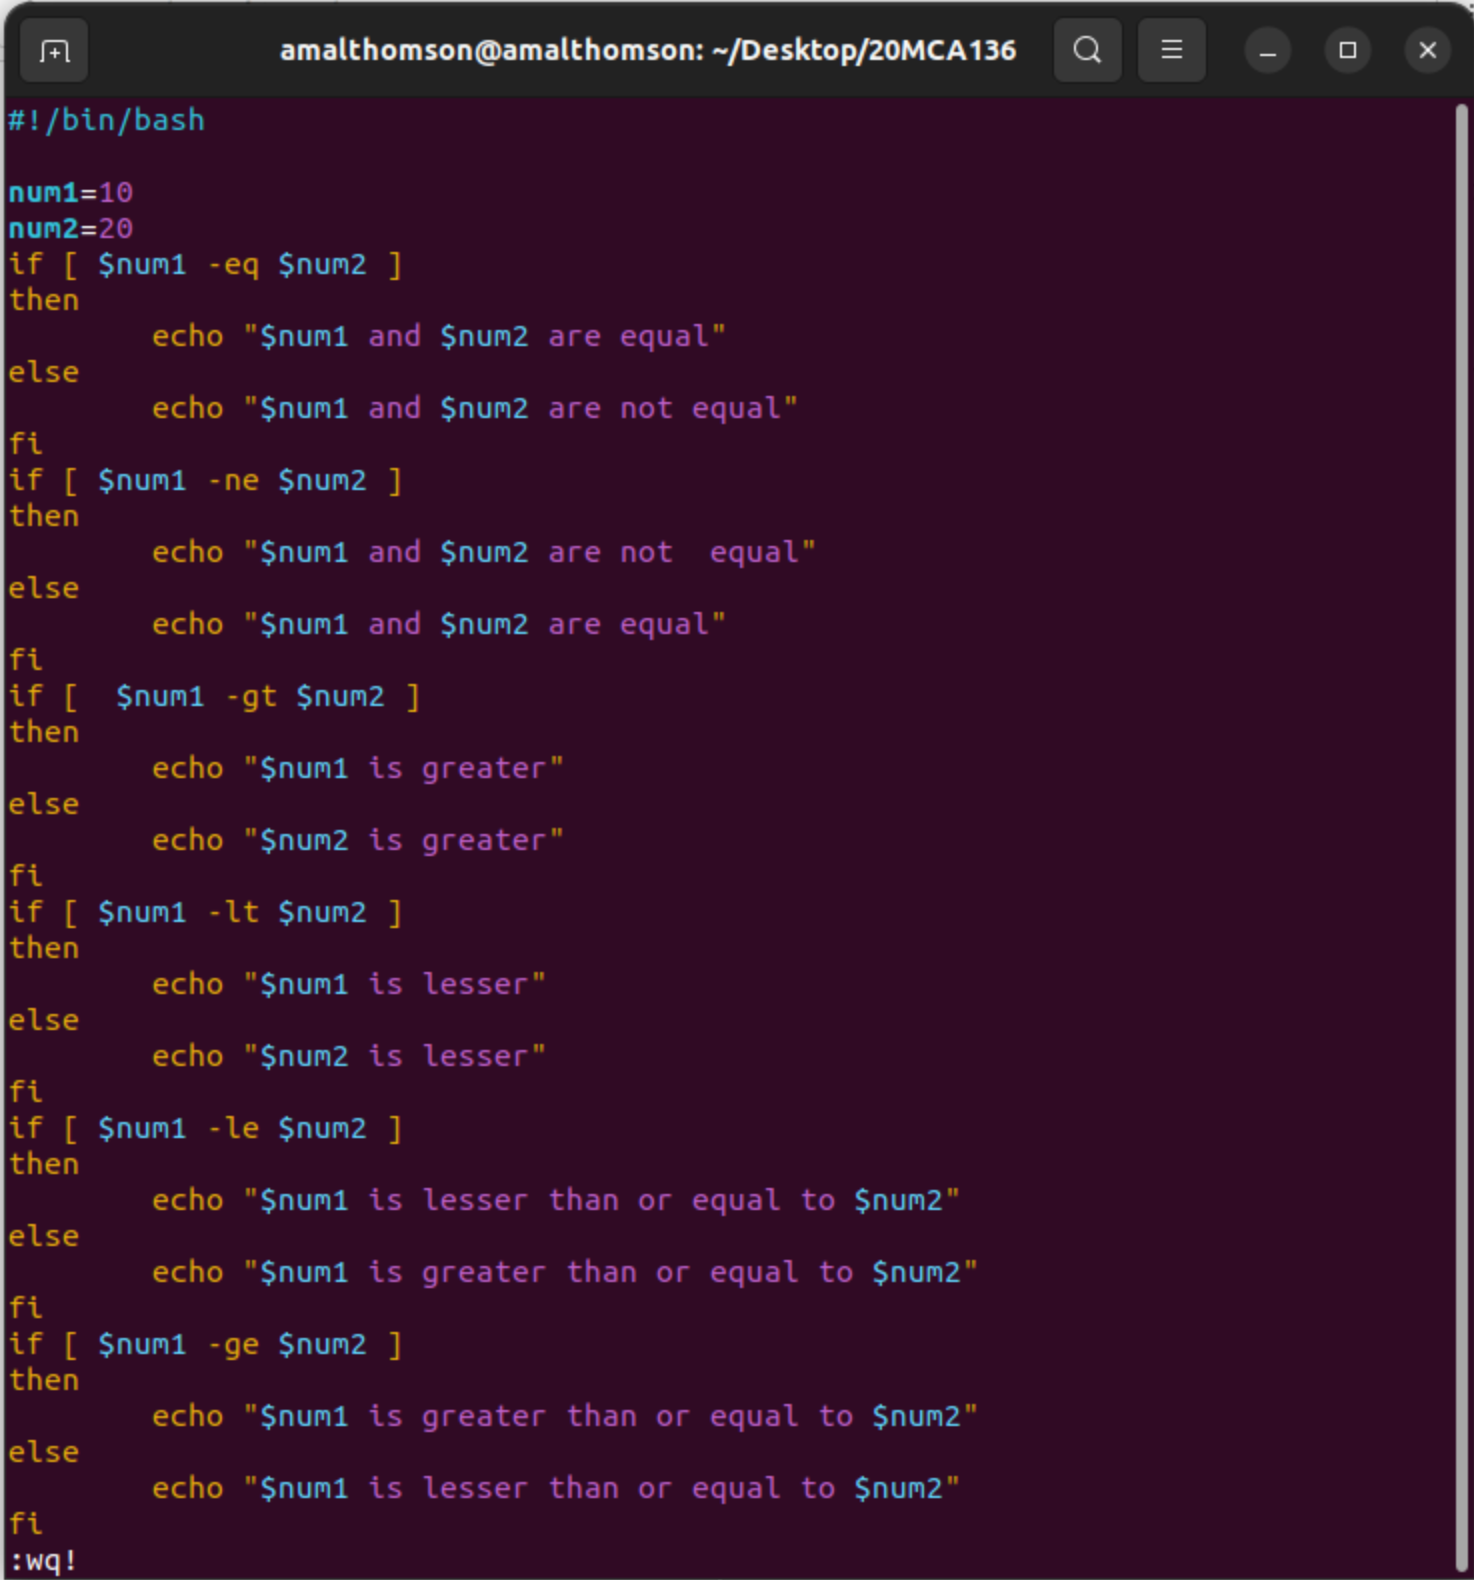 amalthomson@amalthomson: ~/Desktop/20MCA136
#!/bin/bash

num1=10
num2=20
if [ $num1 -eq $num2 ]
then
        echo "$num1 and $num2 are equal"
else
        echo "$num1 and $num2 are not equal"
fi
if [ $num1 -ne $num2 ]
then
        echo "$num1 and $num2 are not  equal"
else
        echo "$num1 and $num2 are equal"
fi
if [  $num1 -gt $num2 ]
then
        echo "$num1 is greater"
else
        echo "$num2 is greater"
fi
if [ $num1 -lt $num2 ]
then
        echo "$num1 is lesser"
else
        echo "$num2 is lesser"
fi
if [ $num1 -le $num2 ]
then
        echo "$num1 is lesser than or equal to $num2"
else
        echo "$num1 is greater than or equal to $num2"
fi
if [ $num1 -ge $num2 ]
then
        echo "$num1 is greater than or equal to $num2"
else
        echo "$num1 is lesser than or equal to $num2"
fi
:wq!